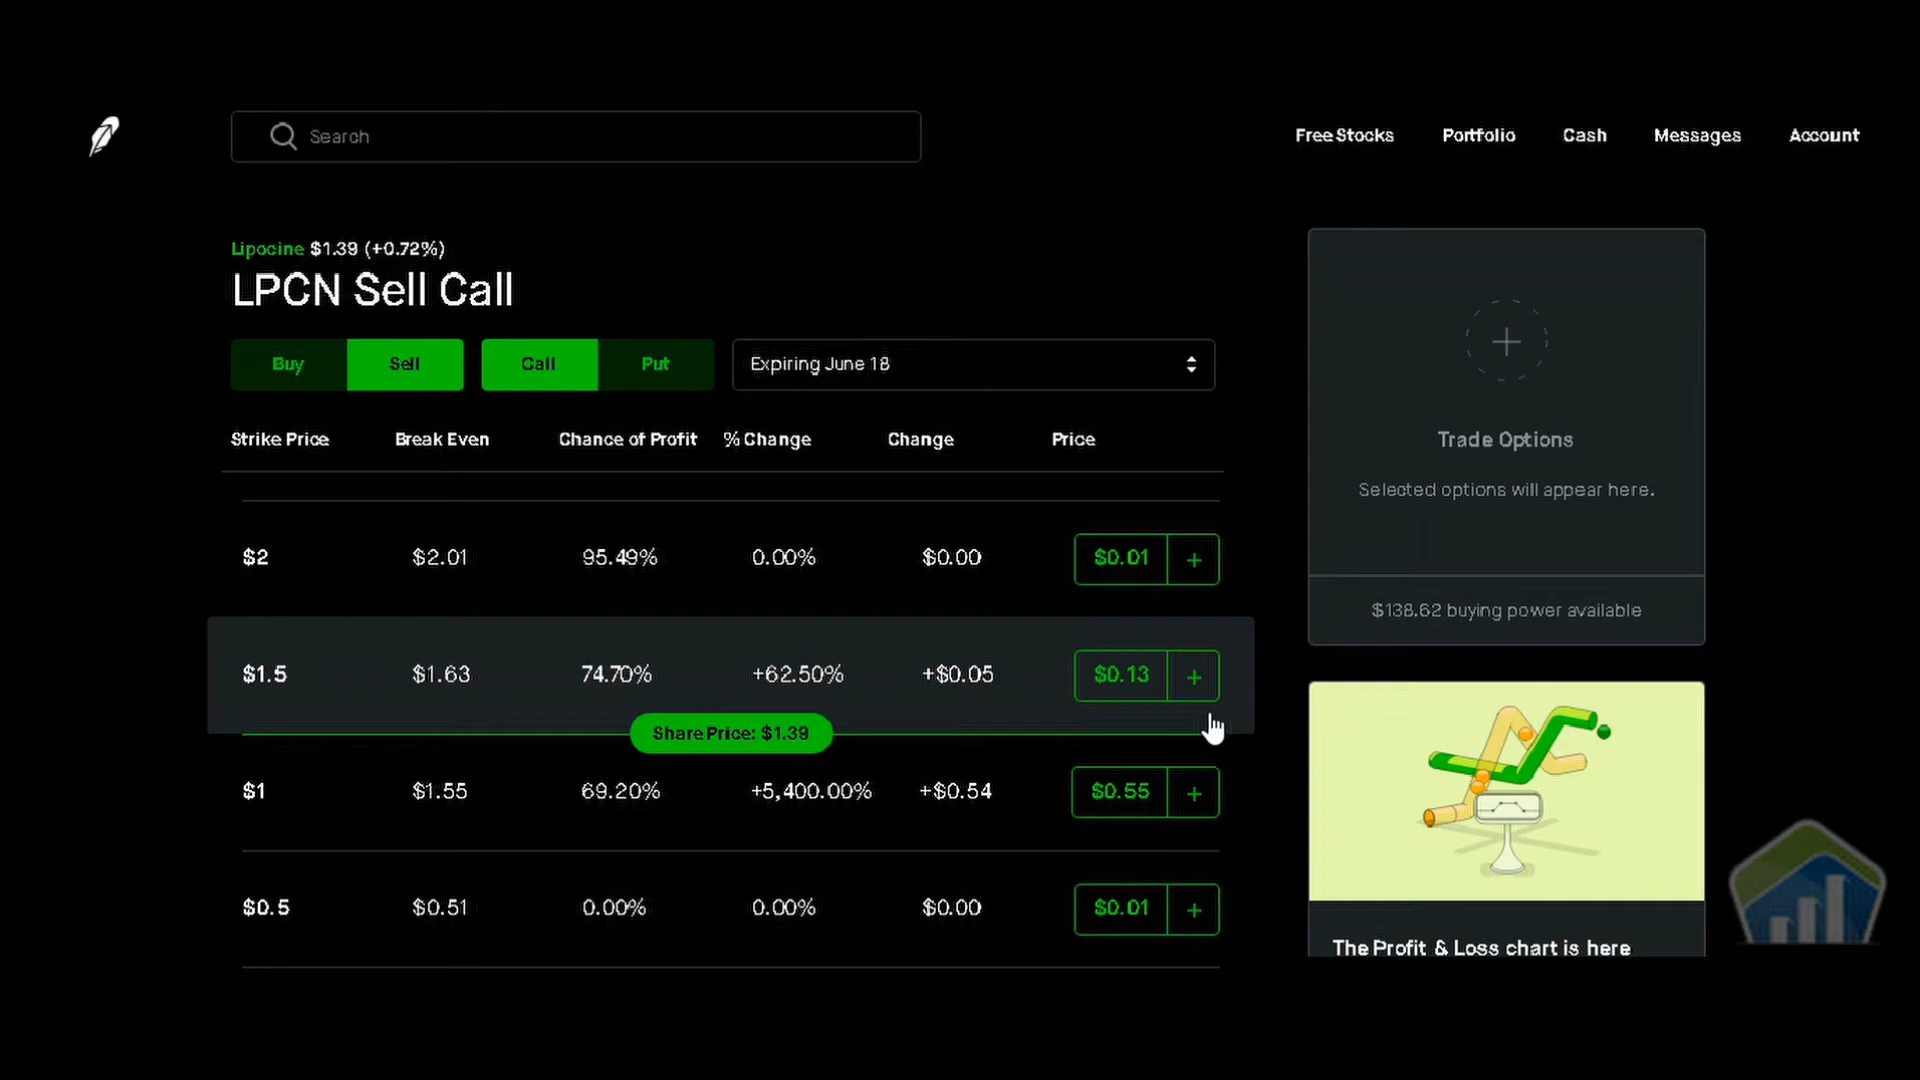 Search
Free Stocks Portfolio Cash Messages Account
Lipocine $1.39 (+0.72%)
LPCN Sell Call
Buy Sell Call Put Expiring June 18
Strike Price Break Even Chance of Profit % Change Change Price
$2 $2.01 95.49% 0.00% $0.00 $0.01 +
$1.5 $1.63 74.70% +62.50% +$0.05 $0.13 +
Share Price: $1.39
$1 $1.55 69.20% +5,400.00% +$0.54 $0.55 +
$0.5 $0.51 0.00% 0.00% $0.00 $0.01 +
Trade Options
Selected options will appear here.
$138.62 buying power available
The Profit & Loss chart is here